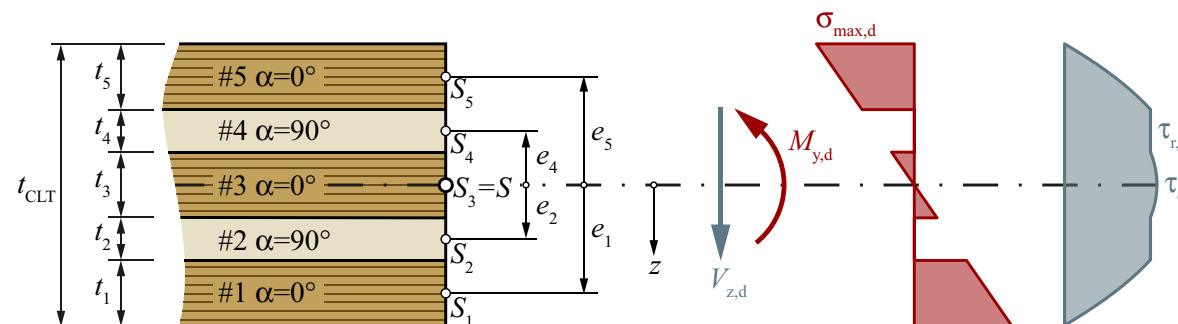 σmax,d
t5
#5 α=0°
S5
t4
#4 α=90°
S4
e4
e5
My,d
τr,
tCLT
t3
#3 α=0°
S3=S
e2
e1
z
t2
#2 α=90°
S2
Vz,d
t1
#1 α=0°
S1